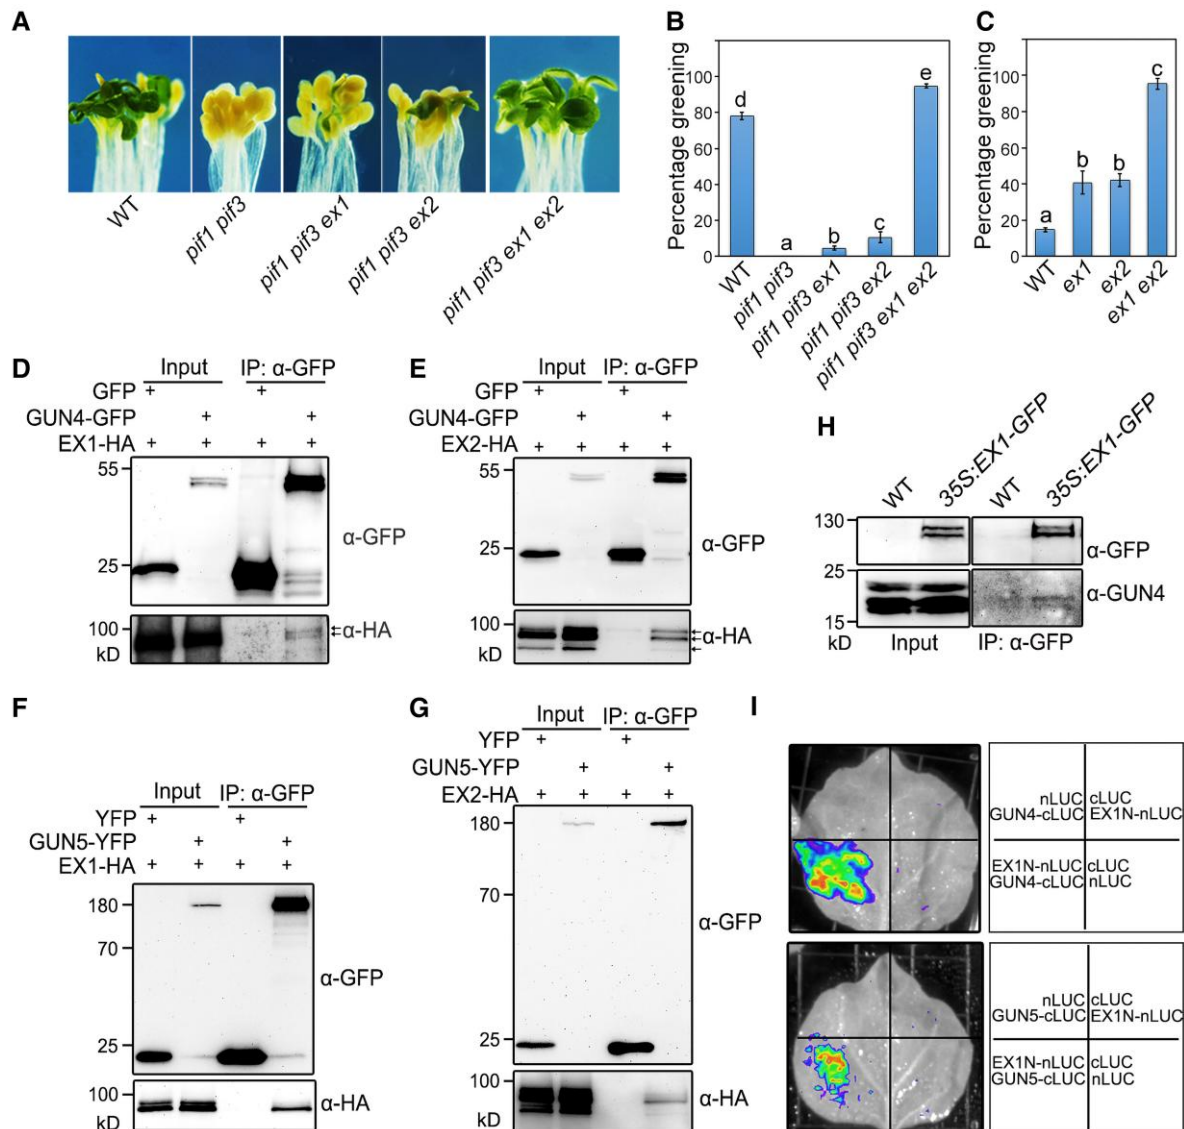 A
WT
pif1 pif3
pif1 pif3 ex1
pif1 pif3 ex2
pif1 pif3 ex1 ex2
B
Percentage greening
100
80
60
40
20
0
d
a
b
c
e
WT
pif1 pif3
pif1 pif3 ex1
pif1 pif3 ex2
pif1 pif3 ex1 ex2
C
Percentage greening
100
80
60
40
20
0
a
b
b
c
WT
ex1
ex2
ex1 ex2
D
Input IP: α-GFP
GFP + +
GUN4-GFP + +
EX1-HA + + + +
55
25
α-GFP
100
kD
α-HA
E
Input IP: α-GFP
GFP + +
GUN4-GFP + +
EX2-HA + + + +
55
25
α-GFP
100
kD
α-HA
H
WT 35S:EX1-GFP WT 35S:EX1-GFP
130
α-GFP
25
15
α-GUN4
kD Input IP: α-GFP
F
Input IP: α-GFP
YFP + +
GUN5-YFP + +
EX1-HA + + + +
180
70
25
α-GFP
100
kD
α-HA
G
Input IP: α-GFP
YFP + +
GUN5-YFP + +
EX2-HA + + + +
180
70
25
α-GFP
100
kD
α-HA
I
nLUC cLUC
GUN4-cLUC EX1N-nLUC
EX1N-nLUC cLUC
GUN4-cLUC nLUC
nLUC cLUC
GUN5-cLUC EX1N-nLUC
EX1N-nLUC cLUC
GUN5-cLUC nLUC